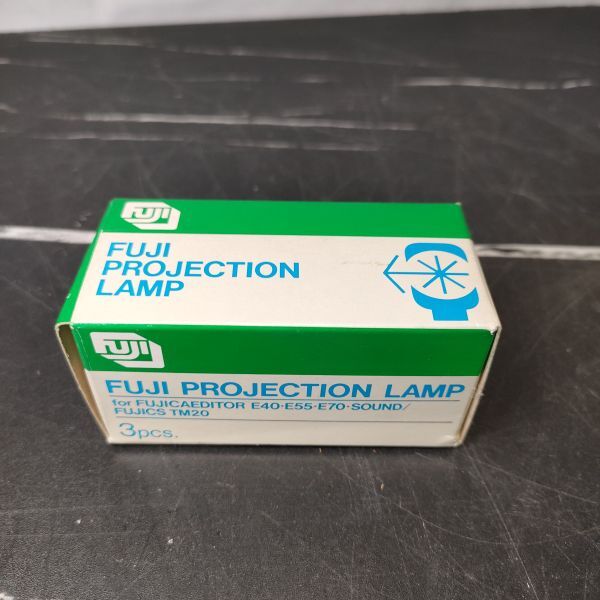 FUJI
FUJI
PROJECTION
LAMP
FUJI
FUJI PROJECTION LAMP
for FUJICAEDITOR E40·E55·E70·SOUND/
FUJICS TM20
3pcs.